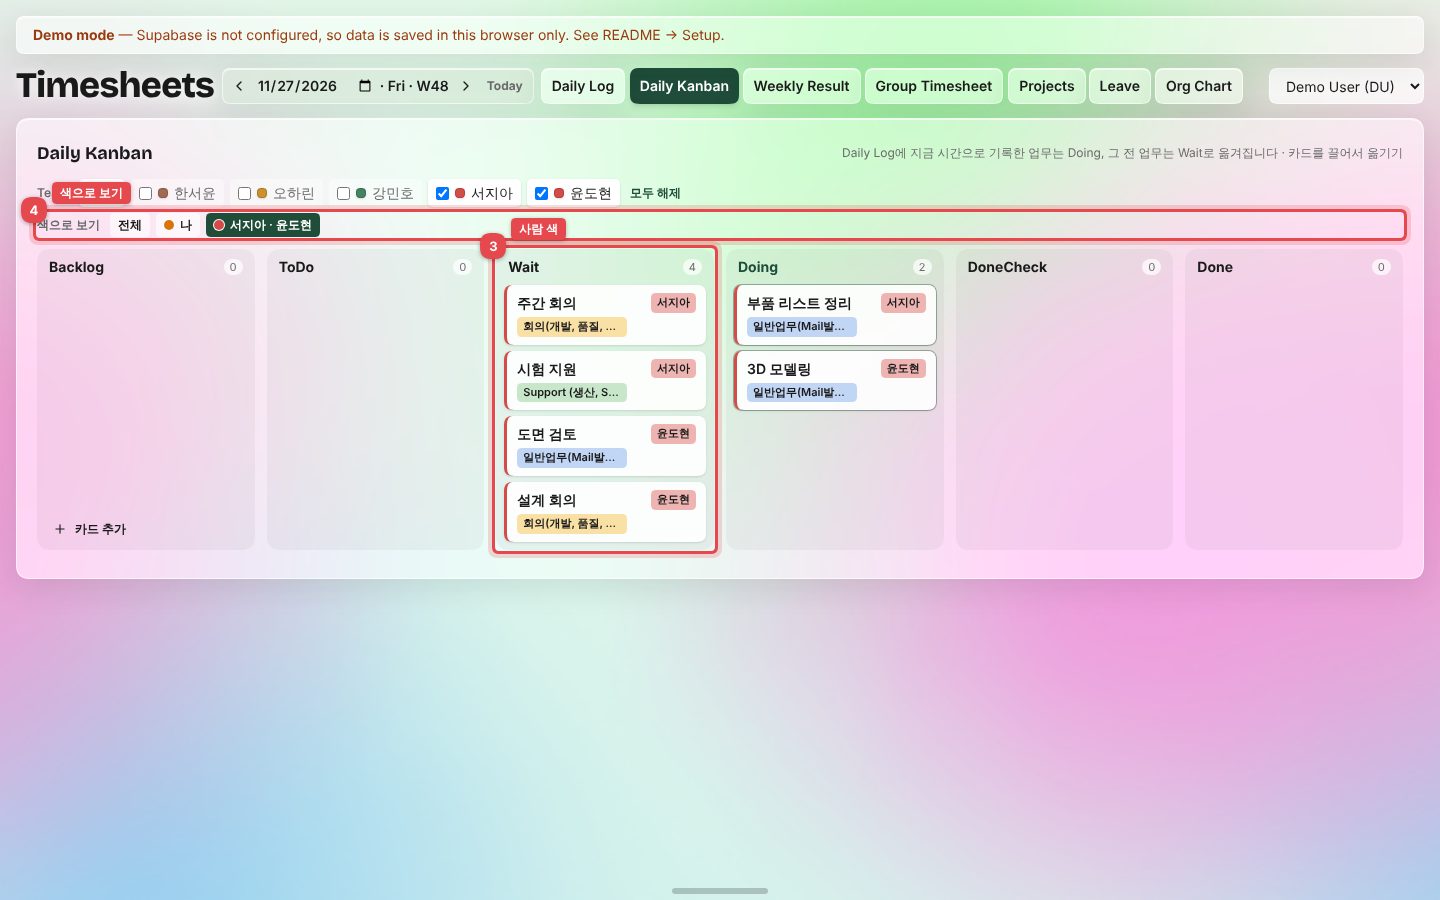 Demo mode — Supabase is not configured, so data is saved in this browser only. See README → Setup.
Timesheets
11/27/2026 · Fri · W48 Today
Daily Log Daily Kanban Weekly Result Group Timesheet Projects Leave Org Chart
Demo User (DU)
Daily Kanban
Daily Log에 지금 시간으로 기록한 업무는 Doing, 그 전 업무는 Wait로 옮겨집니다 · 카드를 끌어서 옮기기
색으로 보기
한서윤 오하린 강민호 서지아 윤도현 모두 해제
4
색으로 보기 전체 나 서지아 · 윤도현
사람 색
3
Backlog 0
카드 추가
ToDo 0
Wait 4
주간 회의 서지아
회의(개발, 품질, ...
시험 지원 서지아
Support (생산, S...
도면 검토 윤도현
일반업무(Mail발...
설계 회의 윤도현
회의(개발, 품질, ...
Doing 2
부품 리스트 정리 서지아
일반업무(Mail발...
3D 모델링 윤도현
일반업무(Mail발...
DoneCheck 0
Done 0